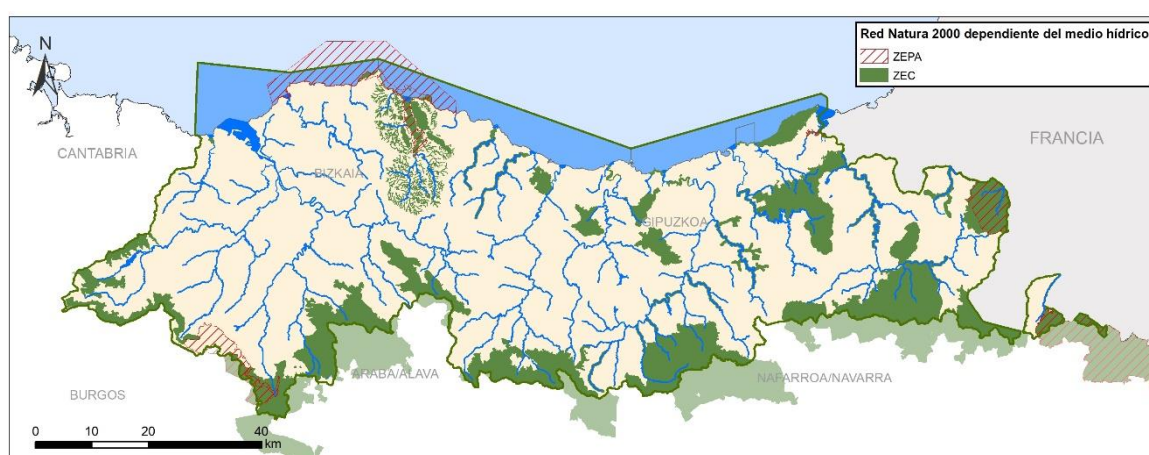 Red Natura 2000 dependiente del medio hídrico
ZEPA
ZEC
N
CANTABRIA
FRANCIA
BIZKAIA
GIPUZKOA
ARABA/ALAVA
NAFARROA/NAVARRA
BURGOS
0 10 20 40
km